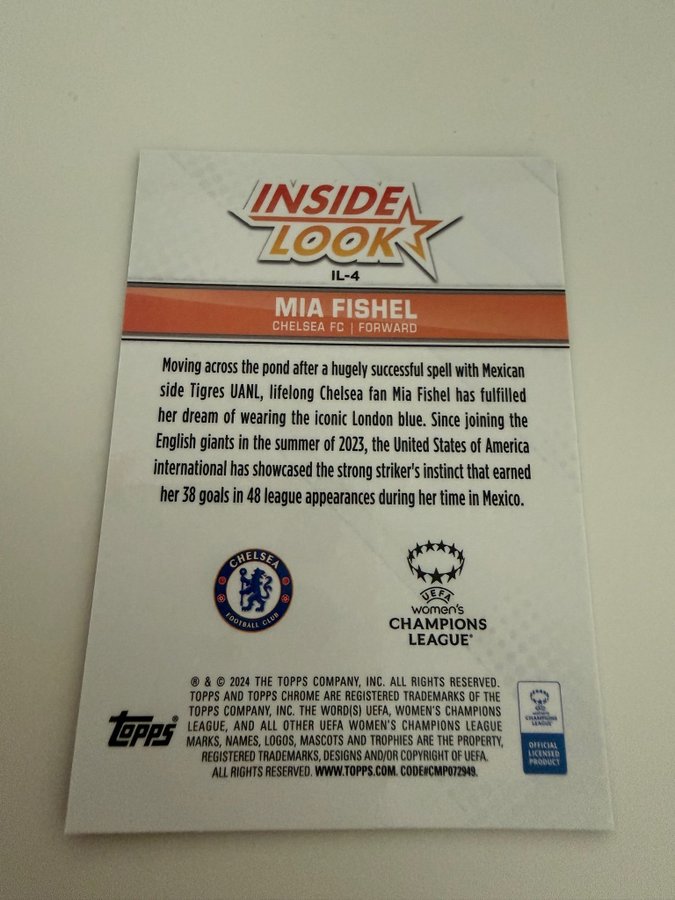 INSIDE
LOOK
IL-4
MIA FISHEL
CHELSEA FC | FORWARD
Moving across the pond after a hugely successful spell with Mexican
side Tigres UANL, lifelong Chelsea fan Mia Fishel has fulfilled
her dream of wearing the iconic London blue. Since joining the
English giants in the summer of 2023, the United States of America
international has showcased the strong striker's instinct that earned
her 38 goals in 48 league appearances during her time in Mexico.
CHELSEA
FOOTBALL CLUB
UEFA
WOMEN'S
CHAMPIONS
LEAGUE®
® & © 2024 THE TOPPS COMPANY, INC. ALL RIGHTS RESERVED.
TOPPS AND TOPPS CHROME ARE REGISTERED TRADEMARKS OF THE
TOPPS COMPANY, INC. THE WORD(S) UEFA, WOMEN'S CHAMPIONS
LEAGUE, AND ALL OTHER UEFA WOMEN'S CHAMPIONS LEAGUE
MARKS, NAMES, LOGOS, MASCOTS AND TROPHIES ARE THE PROPERTY,
REGISTERED TRADEMARKS, DESIGNS AND/OR COPYRIGHT OF UEFA.
ALL RIGHTS RESERVED. WWW.TOPPS.COM. CODE#CMP072949.
topps®
CHAMPIONS
LEAGUE
OFFICIAL
LICENSED
PRODUCT